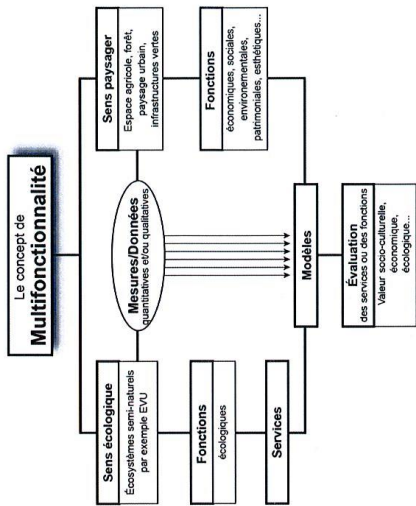 Le concept de
Multifonctionnalité
Sens écologique
Écosystèmes semi-naturels
par exemple EVU
Fonctions
écologiques
Services
Mesures/Données
quantitatives et/ou qualitatives
Modèles
Évaluation
des services ou des fonctions
Valeur socio-culturelle,
économique,
écologique...
Sens paysager
Espace agricole, forêt,
paysage urbain,
infrastructures vertes
Fonctions
économiques, sociales,
environementales,
patrimoniales, esthétiques...